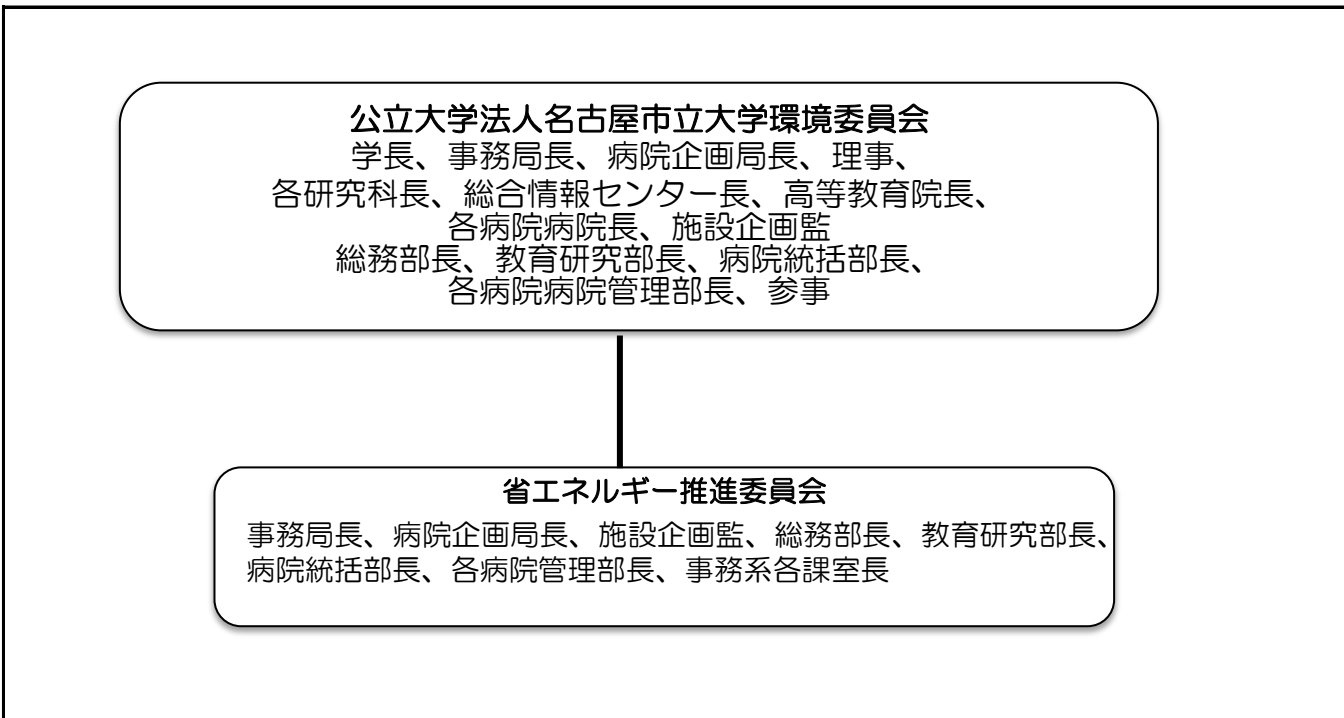 公立大学法人名古屋市立大学環境委員会
学長、事務局長、病院企画局長、理事、
各研究科長、総合情報センター長、高等教育院長、
各病院病院長、施設企画監
総務部長、教育研究部長、病院統括部長、
各病院病院管理部長、参事
省エネルギー推進委員会
事務局長、病院企画局長、施設企画監、総務部長、教育研究部長、
病院統括部長、各病院管理部長、事務系各課室長